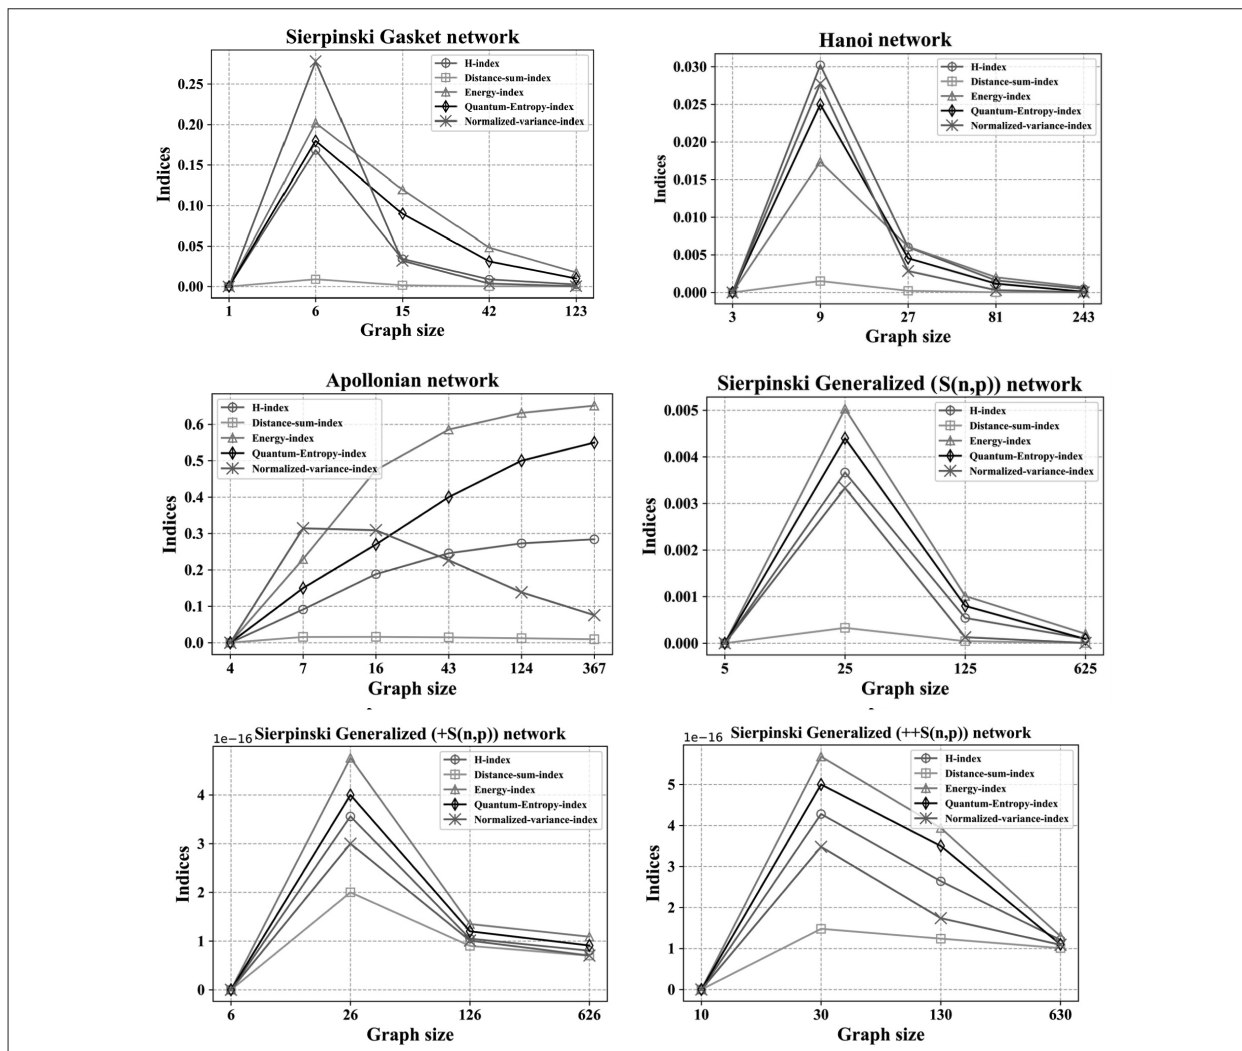 Sierpinski Gasket network
H-index
Distance-sum-index
Energy-index
Quantum-Entropy-index
Normalized-variance-index
0.25
0.20
0.15
0.10
0.05
0.00
Indices
1 6 15 42 123
Graph size
Hanoi network
H-index
Distance-sum-index
Energy-index
Quantum-Entropy-index
Normalized-variance-index
0.030
0.025
0.020
0.015
0.010
0.005
0.000
Indices
3 9 27 81 243
Graph size
Apollonian network
H-index
Distance-sum-index
Energy-index
Quantum-Entropy-index
Normalized-variance-index
0.6
0.5
0.4
0.3
0.2
0.1
0.0
Indices
4 7 16 43 124 367
Graph size
Sierpinski Generalized (S(n,p)) network
H-index
Distance-sum-index
Energy-index
Quantum-Entropy-index
Normalized-variance-index
0.005
0.004
0.003
0.002
0.001
0.000
Indices
5 25 125 625
Graph size
1e-16
Sierpinski Generalized (+S(n,p)) network
H-index
Distance-sum-index
Energy-index
Quantum-Entropy-index
Normalized-variance-index
4
3
2
1
0
Indices
6 26 126 626
Graph size
1e-16
Sierpinski Generalized (++S(n,p)) network
H-index
Distance-sum-index
Energy-index
Quantum-Entropy-index
Normalized-variance-index
5
4
3
2
1
0
Indices
10 30 130 630
Graph size